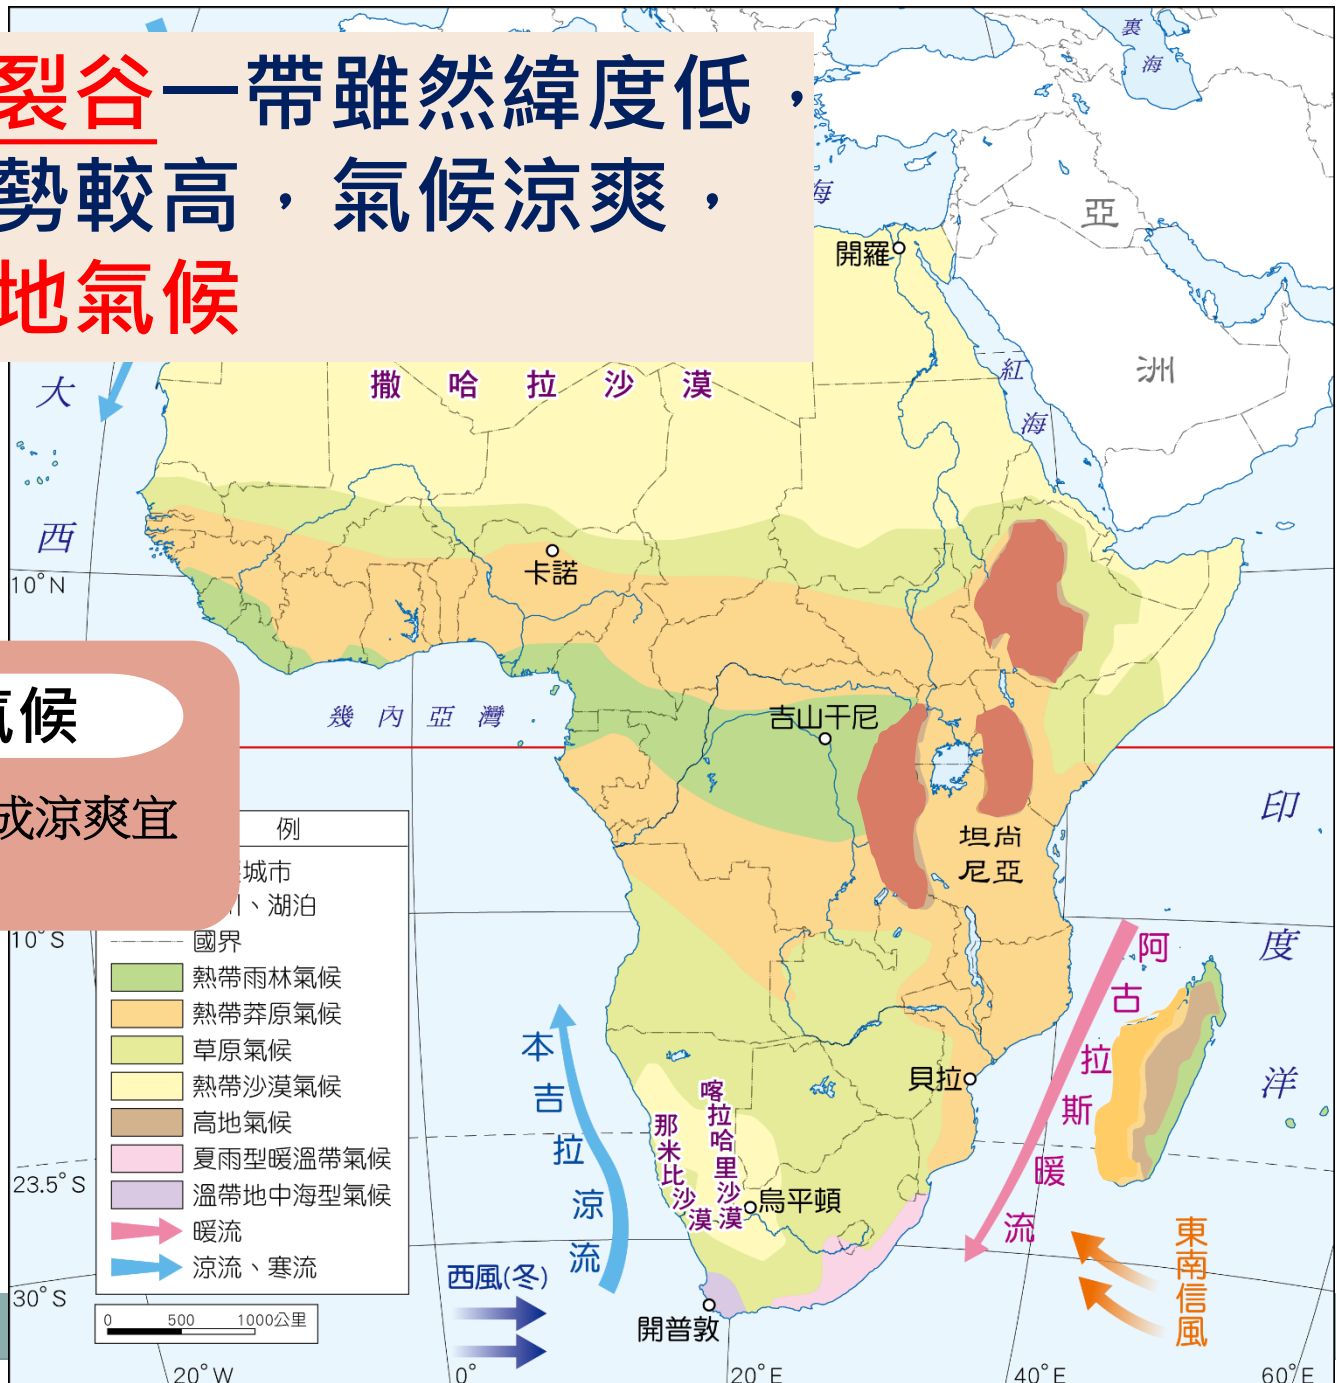 裂谷一帶雖然緯度低，
勢較高，氣候涼爽，
地氣候
裏海
海
亞
洲
開羅
紅海
撒哈拉沙漠
大
西
10°N
卡諾
氣候
成涼爽宜
幾內亞灣
吉山干尼
坦尚
尼亞
印
度
洋
例
城市
、湖泊
國界
熱帶雨林氣候
熱帶莽原氣候
草原氣候
熱帶沙漠氣候
高地氣候
夏雨型暖溫帶氣候
溫帶地中海型氣候
暖流
涼流、寒流
10°S
23.5°S
30°S
0 500 1000公里
本吉拉涼流
阿古拉斯暖流
那米比沙漠
喀拉哈里沙漠
貝拉
烏平頓
西風(冬)
開普敦
東南信風
20°W
0°
20°E
40°E
60°E